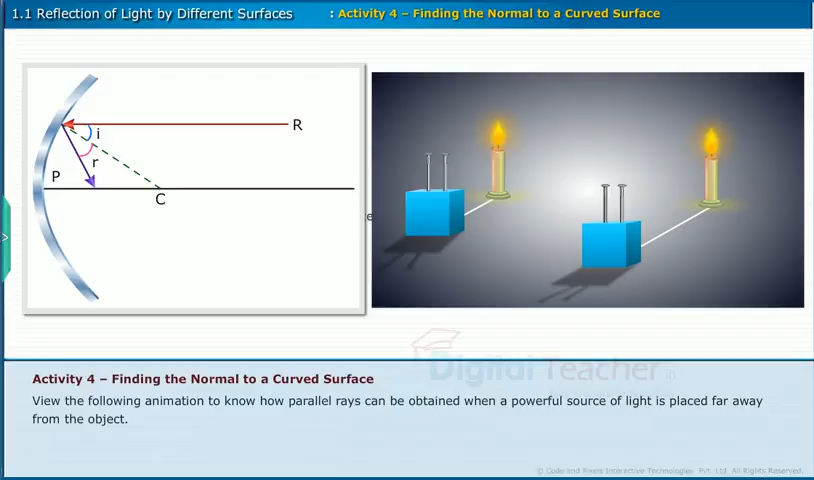 1.1 Reflection of Light by Different Surfaces : Activity 4 – Finding the Normal to a Curved Surface
R
i
r
P
C
e
Digital Teacher.in
Activity 4 – Finding the Normal to a Curved Surface
View the following animation to know how parallel rays can be obtained when a powerful source of light is placed far away
from the object.
© Code and Pixels Interactive Technologies Pvt. Ltd. All Rights Reserved.